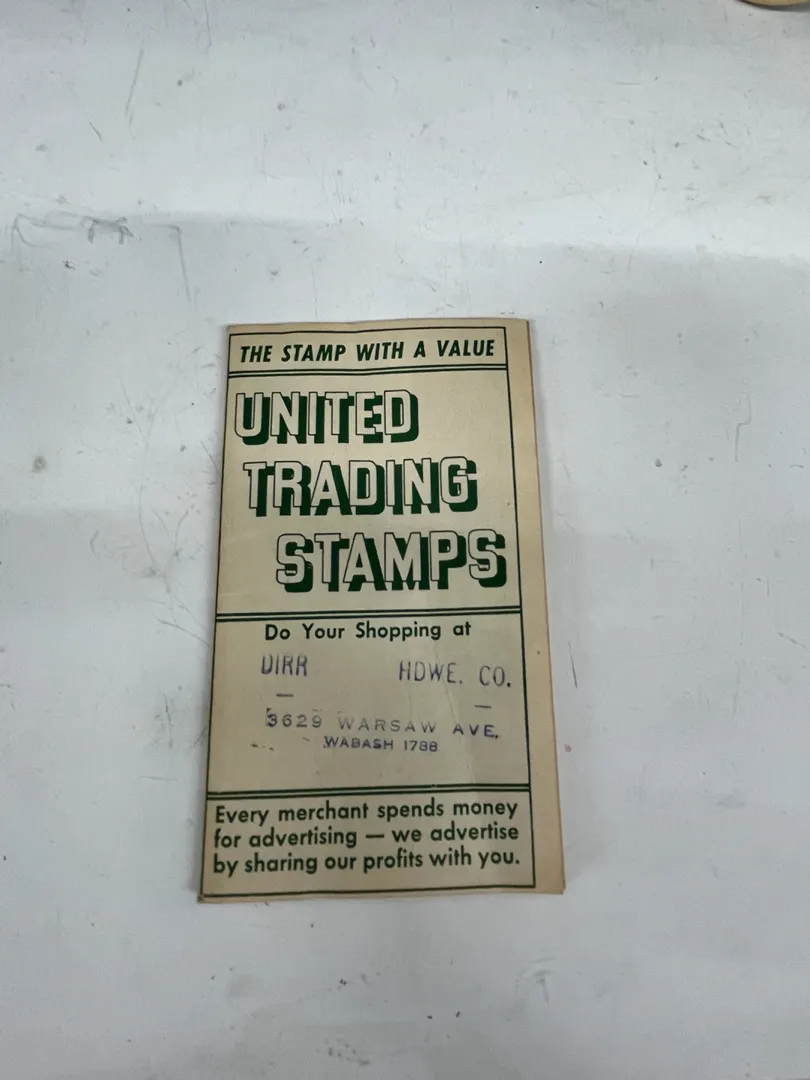 THE STAMP WITH A VALUE
UNITED
TRADING
STAMPS
Do Your Shopping at
DIRR HDWE. CO.
3629 WARSAW AVE.
WABASH 1788
Every merchant spends money
for advertising — we advertise
by sharing our profits with you.